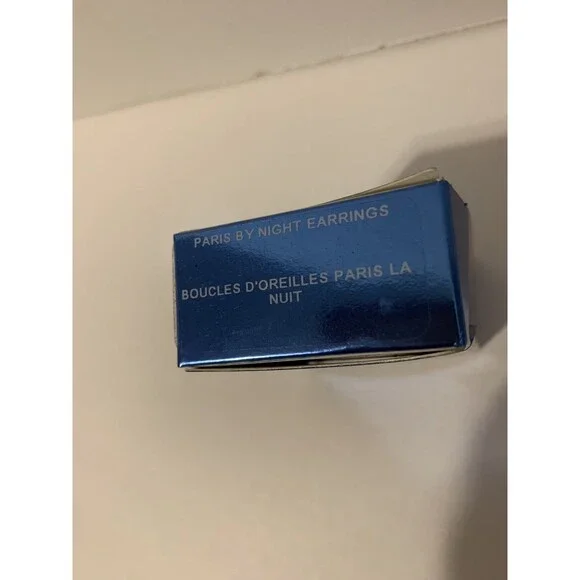 PARIS BY NIGHT EARRINGS
BOUCLES D'OREILLES PARIS LA
NUIT